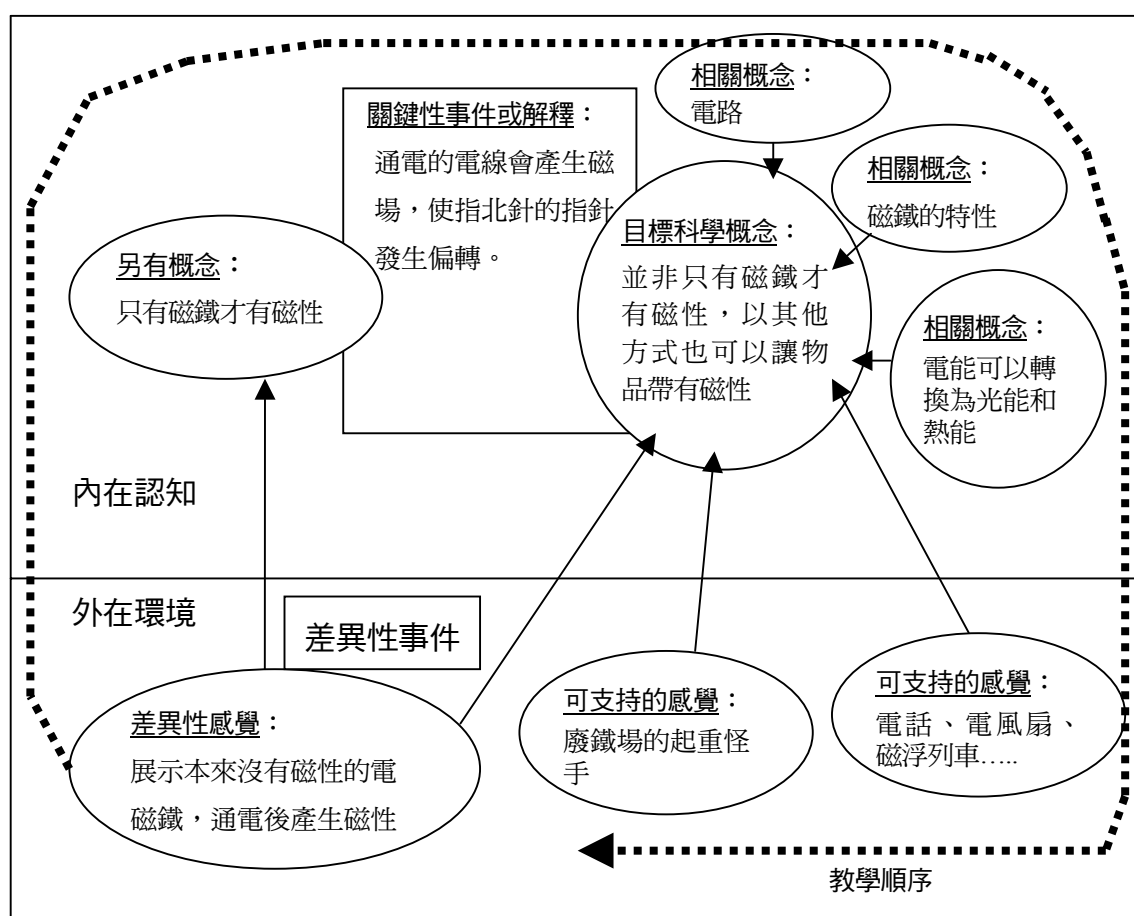 相關概念：
電路
關鍵性事件或解釋：
通電的電線會產生磁
場，使指北針的指針
發生偏轉。
相關概念：
磁鐵的特性
目標科學概念：
並非只有磁鐵才
有磁性，以其他
方式也可以讓物
品帶有磁性
另有概念：
只有磁鐵才有磁性
相關概念：
電能可以轉
換為光能和
熱能
內在認知
外在環境
差異性事件
差異性感覺：
展示本來沒有磁性的電
磁鐵，通電後產生磁性
可支持的感覺：
廢鐵場的起重怪
手
可支持的感覺：
電話、電風扇、
磁浮列車.....
教學順序